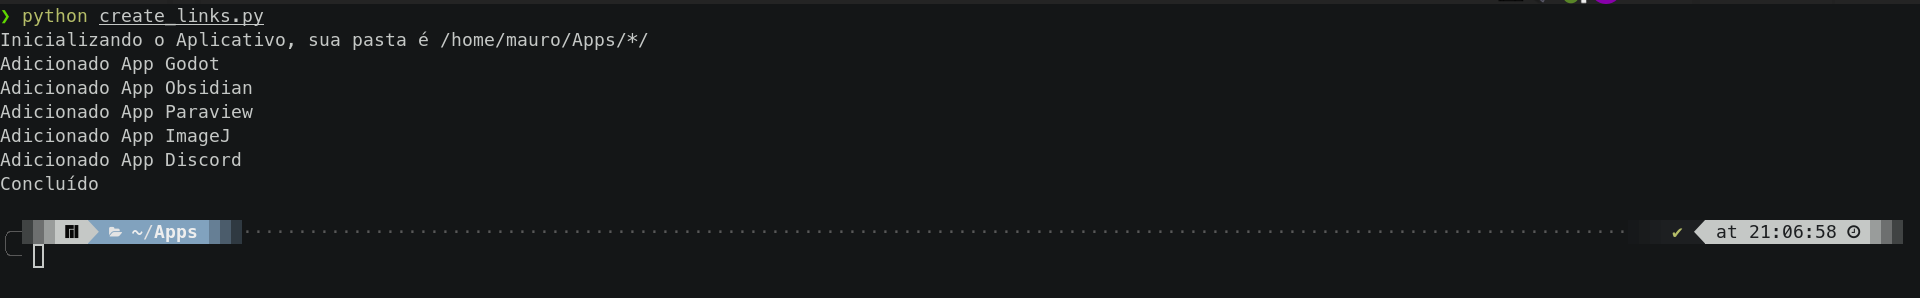 ❯ python create_links.py
Inicializando o Aplicativo, sua pasta é /home/mauro/Apps/*/
Adicionado App Godot
Adicionado App Obsidian
Adicionado App Paraview
Adicionado App ImageJ
Adicionado App Discord
Concluído
~/Apps ✔ at 21:06:58